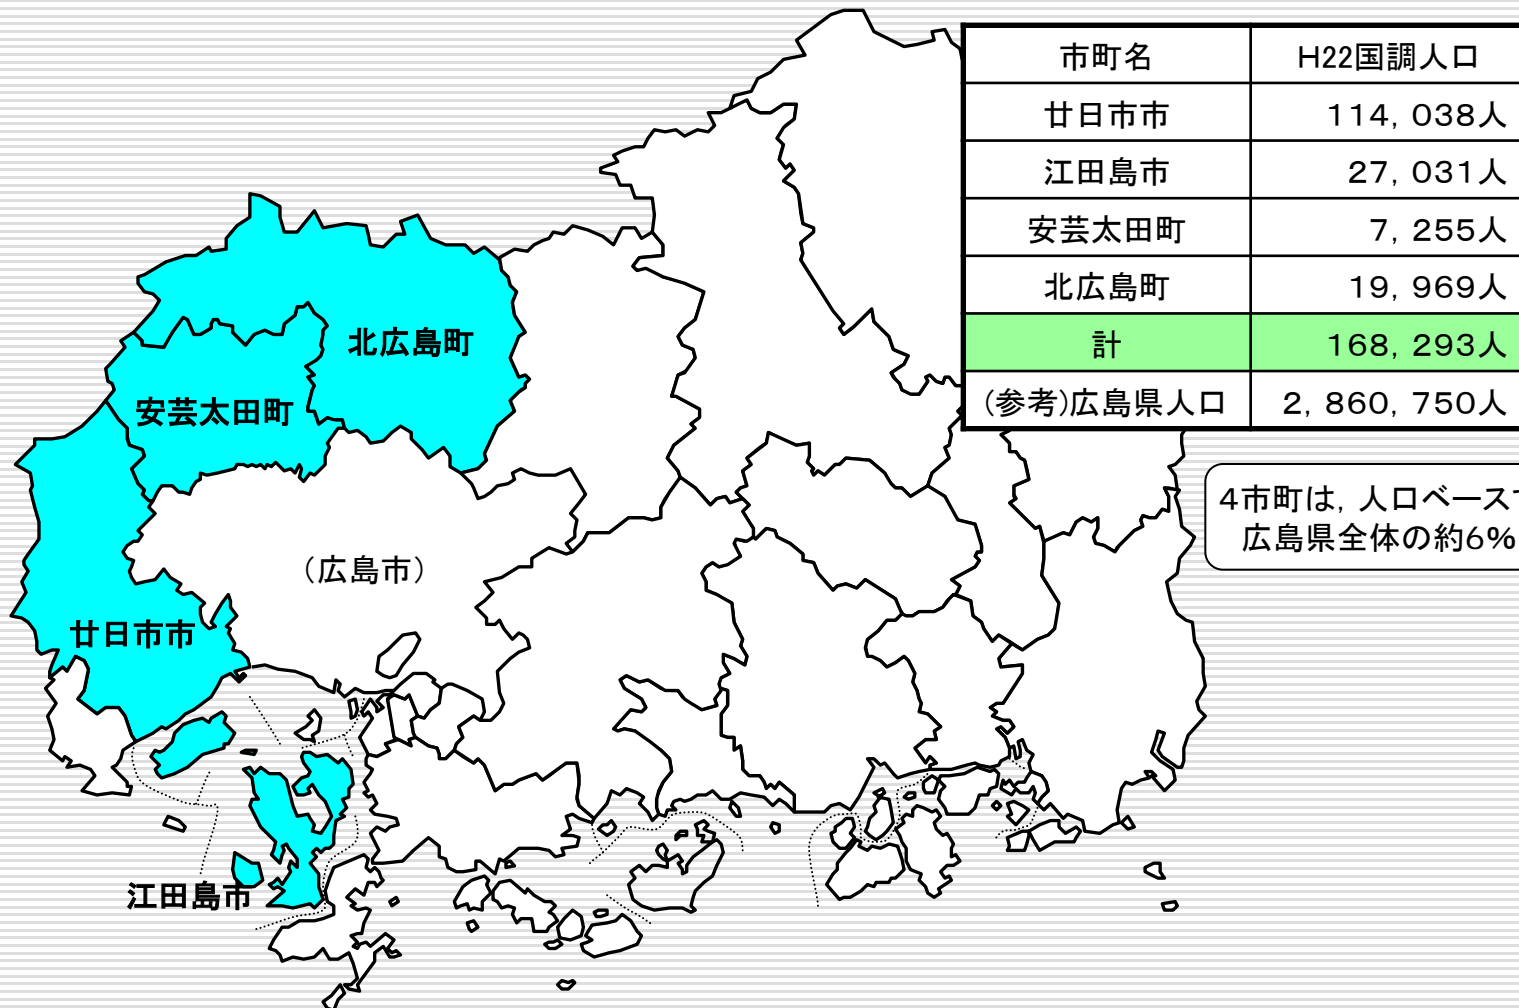 市町名 H22国調人口
廿日市市 114, 038人
江田島市 27, 031人
安芸太田町 7, 255人
北広島町 19, 969人
計 168, 293人
(参考)広島県人口 2, 860, 750人
4市町は, 人口ベースで
広島県全体の約6%
北広島町
安芸太田町
(広島市)
廿日市市
江田島市